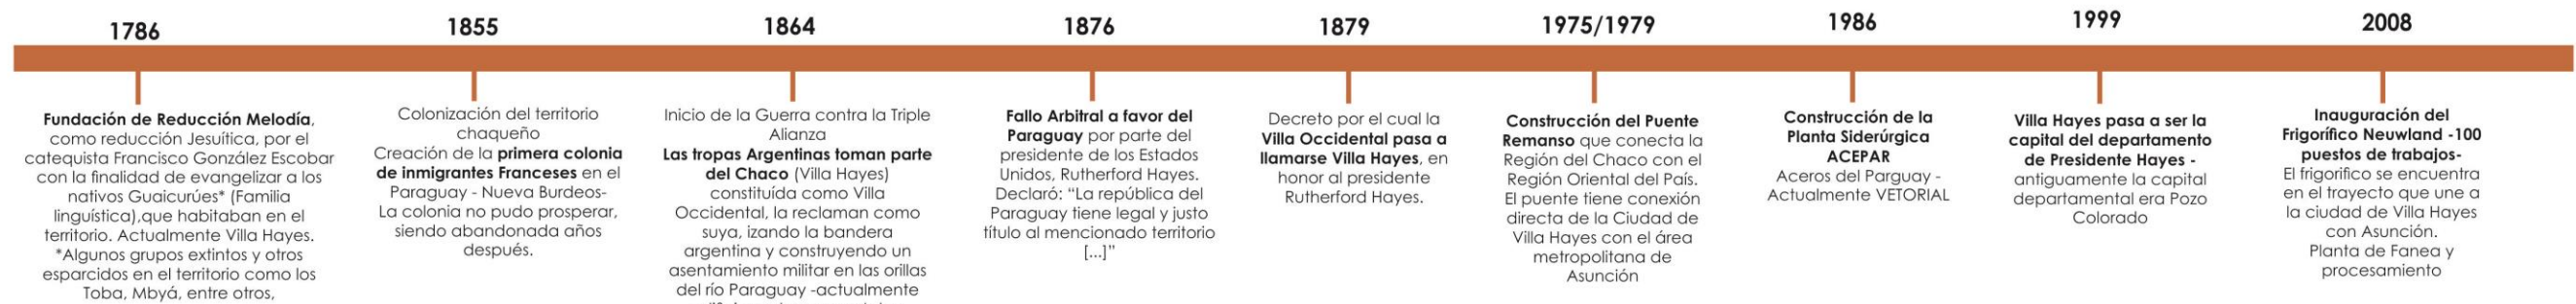 1786
Fundación de Reducción Melodía,
como reducción Jesuítica, por el
catequista Francisco González Escobar
con la finalidad de evangelizar a los
nativos Guaicurúes* (Familia
linguística),que habitaban en el
territorio. Actualmente Villa Hayes.
*Algunos grupos extintos y otros
esparcidos en el territorio como los
Toba, Mbyá, entre otros,
1855
Colonización del territorio
chaqueño
Creación de la primera colonia
de inmigrantes Franceses en el
Paraguay - Nueva Burdeos-
La colonia no pudo prosperar,
siendo abandonada años
después.
1864
Inicio de la Guerra contra la Triple
Alianza
Las tropas Argentinas toman parte
del Chaco (Villa Hayes)
constituída como Villa
Occidental, la reclaman como
suya, izando la bandera
argentina y construyendo un
asentamiento militar en las orillas
del río Paraguay -actualmente
1876
Fallo Arbitral a favor del
Paraguay por parte del
presidente de los Estados
Unidos, Rutherford Hayes.
Declaró: “La república del
Paraguay tiene legal y justo
título al mencionado territorio
[...]”
1879
Decreto por el cual la
Villa Occidental pasa a
llamarse Villa Hayes, en
honor al presidente
Rutherford Hayes.
1975/1979
Construcción del Puente
Remanso que conecta la
Región del Chaco con el
Región Oriental del País.
El puente tiene conexión
directa de la Ciudad de
Villa Hayes con el área
metropolitana de
Asunción
1986
Construcción de la
Planta Siderúrgica
ACEPAR
Aceros del Parguay -
Actualmente VETORIAL
1999
Villa Hayes pasa a ser la
capital del departamento
de Presidente Hayes -
antiguamente la capital
departamental era Pozo
Colorado
2008
Inauguración del
Frigorífico Neuwland -100
puestos de trabajos-
El frigorifico se encuentra
en el trayecto que une a
la ciudad de Villa Hayes
con Asunción.
Planta de Fanea y
procesamiento